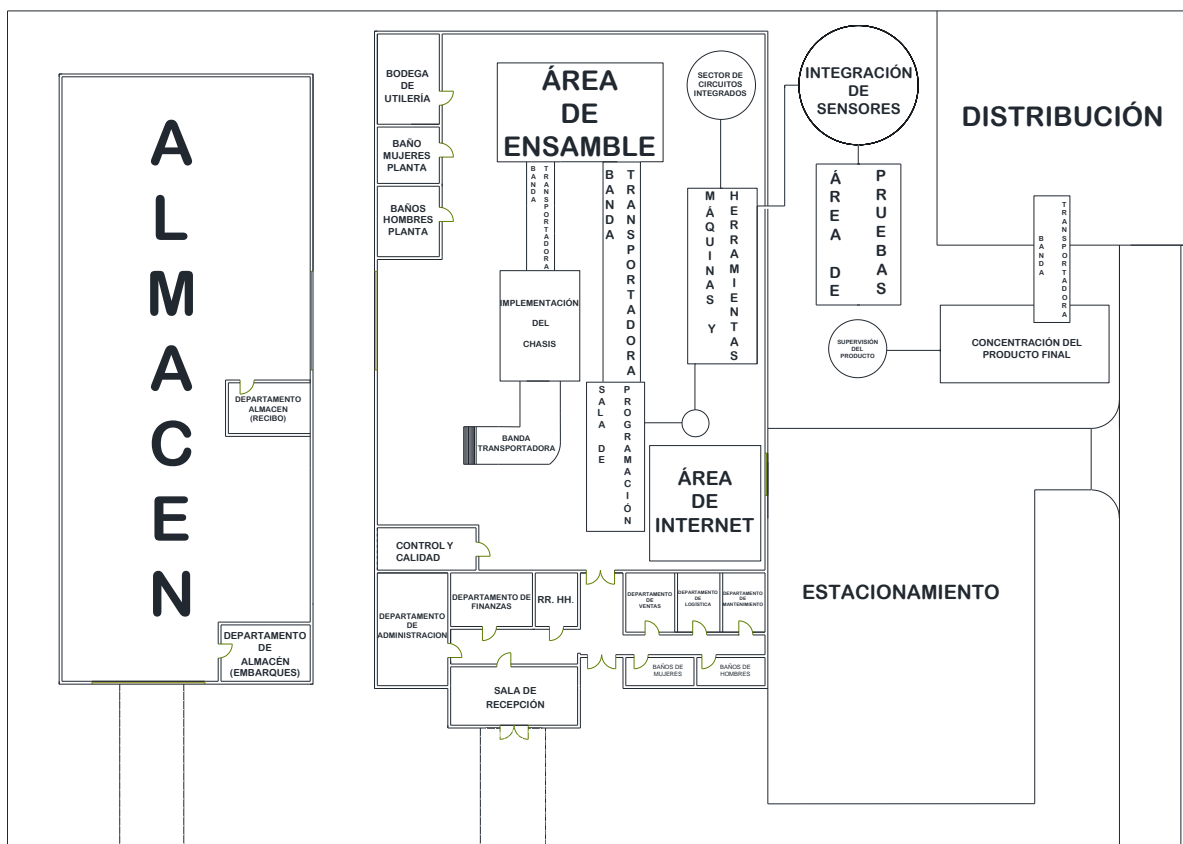 ALMACEN
DEPARTAMENTO
ALMACEN
(RECIBO)
DEPARTAMENTO
DE
ALMACÉN
(EMBARQUES)
BODEGA
DE
UTILERÍA
BAÑO
MUJERES
PLANTA
BAÑOS
HOMBRES
PLANTA
ÁREA
DE
ENSAMBLE
BANDA
TRANSPORTADORA
BANDA
TRANSPORTADORA
SECTOR DE
CIRCUITOS
INTEGRADOS
MÁQUINAS Y
HERRAMIENTAS
IMPLEMENTACIÓN
DEL
CHASIS
BANDA
TRANSPORTADORA
SALA DE
PROGRAMACIÓN
ÁREA
DE
INTERNET
CONTROL Y
CALIDAD
DEPARTAMENTO
DE
ADMINISTRACION
DEPARTAMENTO DE
FINANZAS
RR. HH.
DEPARTAMENTO
DE
VENTAS
DEPARTAMENTO
DE
LOGÍSTICA
DEPARTAMENTO
DE
MANTENIMIENTO
SALA DE
RECEPCIÓN
BAÑOS DE
MUJERES
BAÑOS DE
HOMBRES
INTEGRACIÓN
DE
SENSORES
ÁREA DE
PRUEBAS
DISTRIBUCIÓN
BANDA
TRANSPORTADORA
SUPERVISIÓN
DEL
PRODUCTO
CONCENTRACIÓN DEL
PRODUCTO FINAL
ESTACIONAMIENTO